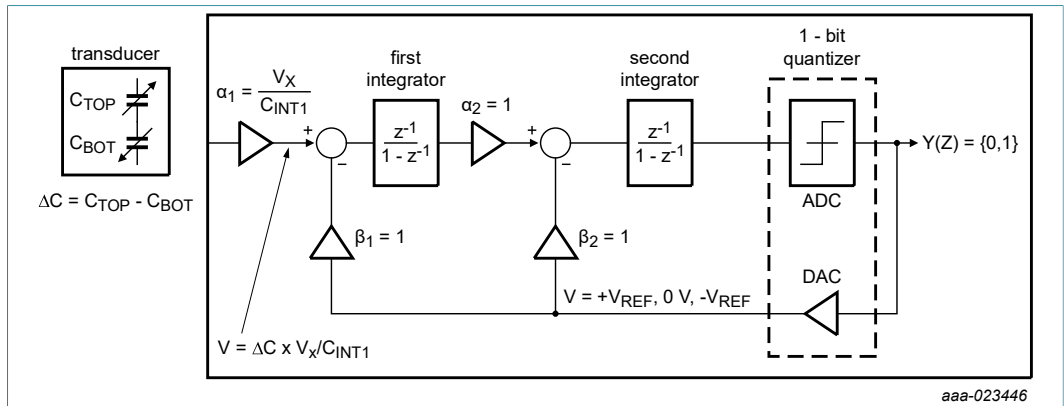 transducer
C_TOP
C_BOT
ΔC = C_TOP - C_BOT
α1 = V_X / C_INT1
+
−
first
integrator
z^-1
1 - z^-1
α2 = 1
+
−
second
integrator
z^-1
1 - z^-1
1 - bit
quantizer
ADC
Y(Z) = {0,1}
β1 = 1
β2 = 1
DAC
V = +V_REF, 0 V, -V_REF
V = ΔC x V_x/C_INT1
aaa-023446